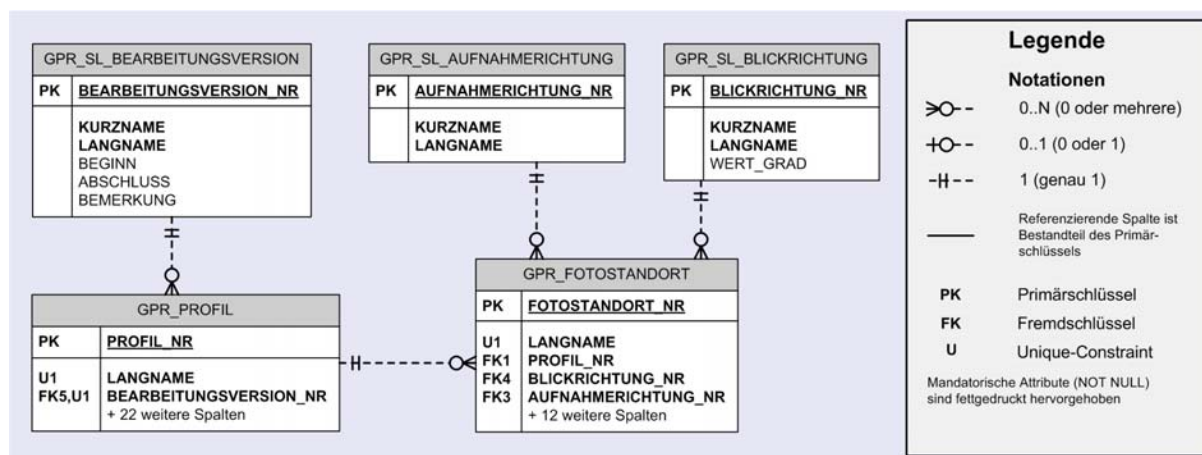 GPR_SL_BEARBEITUNGSVERSION
PK BEARBEITUNGSVERSION_NR
KURZNAME
LANGNAME
BEGINN
ABSCHLUSS
BEMERKUNG
GPR_SL_AUFNAHMERICHTUNG
PK AUFNAHMERICHTUNG_NR
KURZNAME
LANGNAME
GPR_SL_BLICKRICHTUNG
PK BLICKRICHTUNG_NR
KURZNAME
LANGNAME
WERT_GRAD
GPR_PROFIL
PK PROFIL_NR
U1 LANGNAME
FK5,U1 BEARBEITUNGSVERSION_NR
+ 22 weitere Spalten
GPR_FOTOSTANDORT
PK FOTOSTANDORT_NR
U1 LANGNAME
FK1 PROFIL_NR
FK4 BLICKRICHTUNG_NR
FK3 AUFNAHMERICHTUNG_NR
+ 12 weitere Spalten
Legende
Notationen
0..N (0 oder mehrere)
0..1 (0 oder 1)
1 (genau 1)
Referenzierende Spalte ist
Bestandteil des Primär-
schlüssels
PK Primärschlüssel
FK Fremdschlüssel
U Unique-Constraint
Mandatorische Attribute (NOT NULL)
sind fettgedruckt hervorgehoben